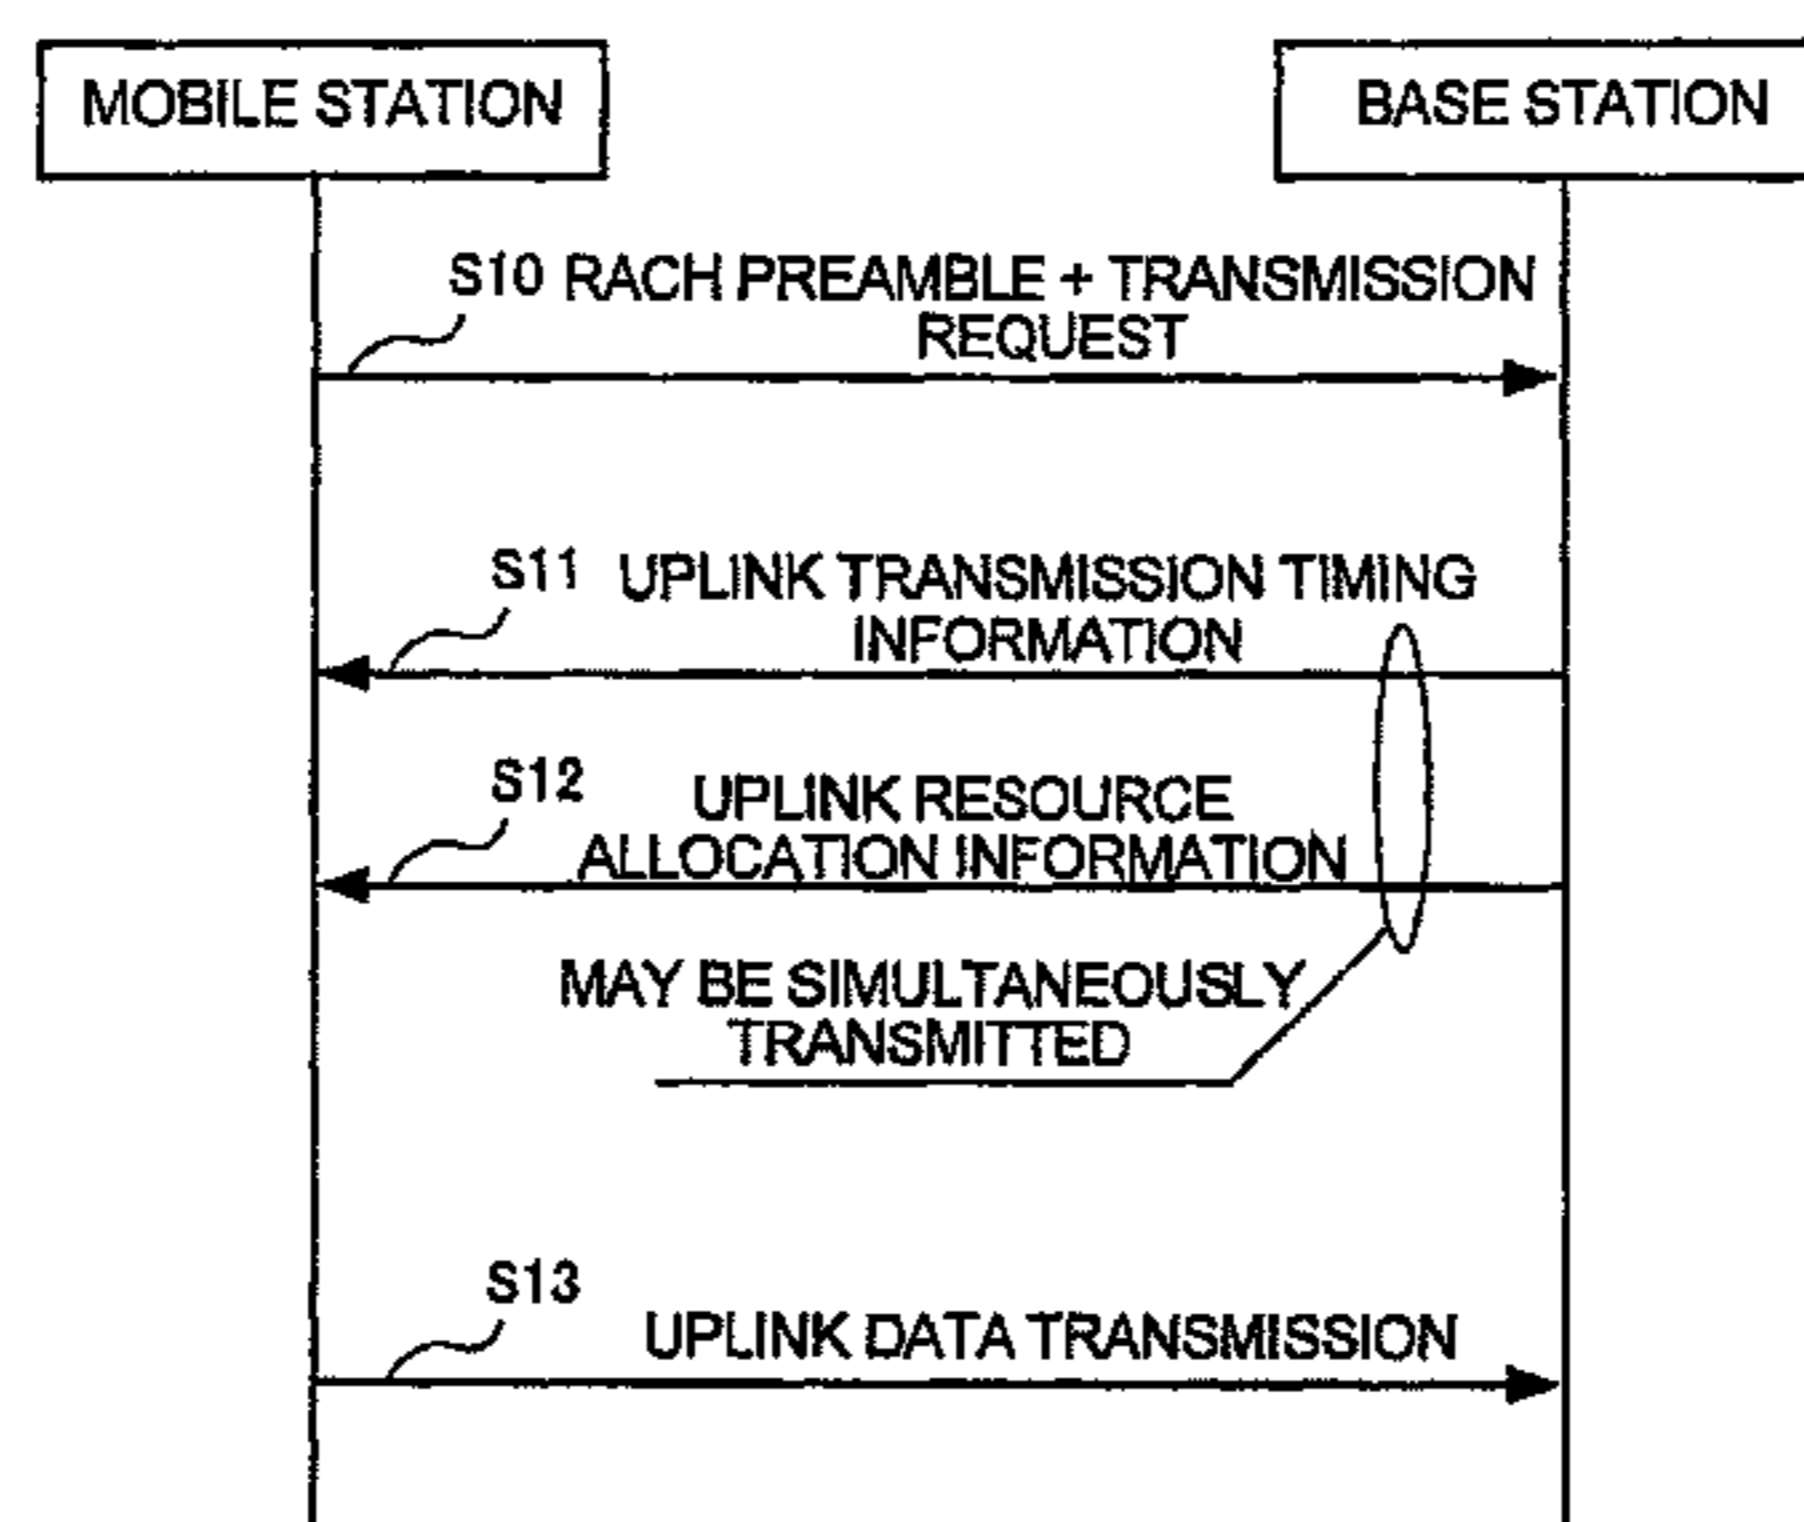 MOBILE STATION
BASE STATION
S10 RACH PREAMBLE + TRANSMISSION
REQUEST
S11 UPLINK TRANSMISSION TIMING
INFORMATION
S12 UPLINK RESOURCE
ALLOCATION INFORMATION
MAY BE SIMULTANEOUSLY
TRANSMITTED
S13
UPLINK DATA TRANSMISSION